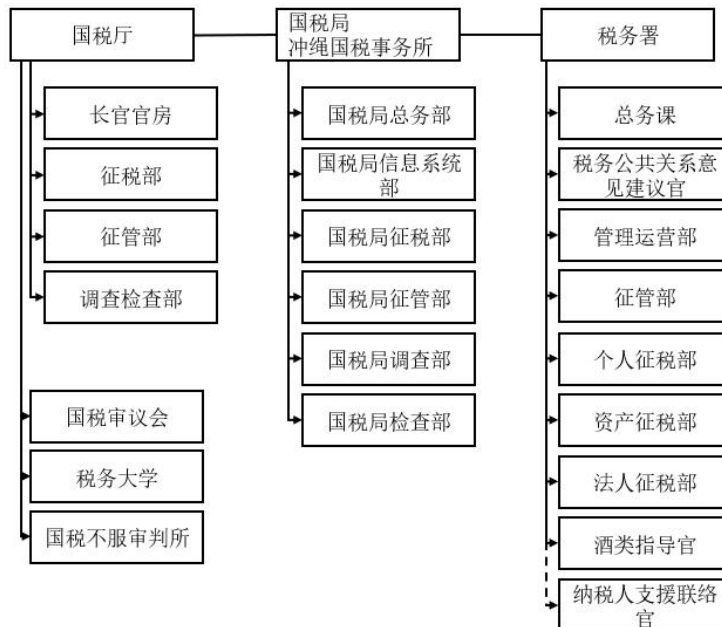 国税厅
国税局
冲绳国税事务所
税务署
长官官房
征税部
征管部
调查检查部
国税审议会
税务大学
国税不服审判所
国税局总务部
国税局信息系统
部
国税局征税部
国税局征管部
国税局调查部
国税局检查部
总务课
税务公共关系意
见建议官
管理运营部
征管部
个人征税部
资产征税部
法人征税部
酒类指导官
纳税人支援联络
官